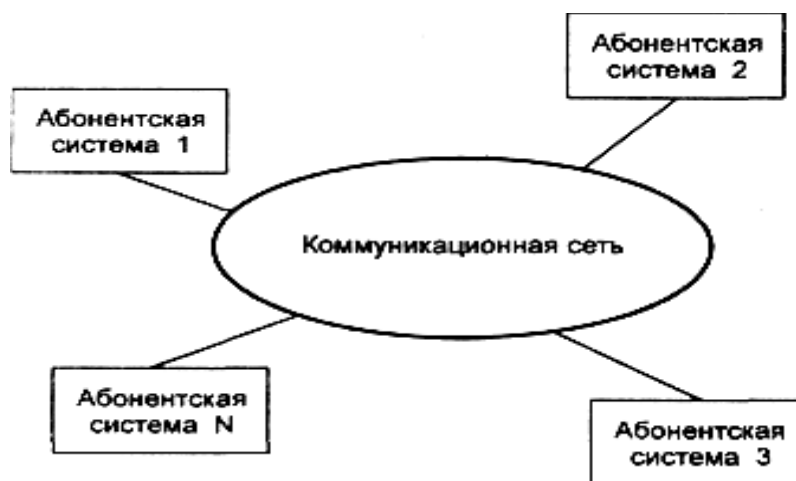 Абонентская
система 2
Абонентская
система 1
Коммуникационная сеть
Абонентская
система N
Абонентская
система 3